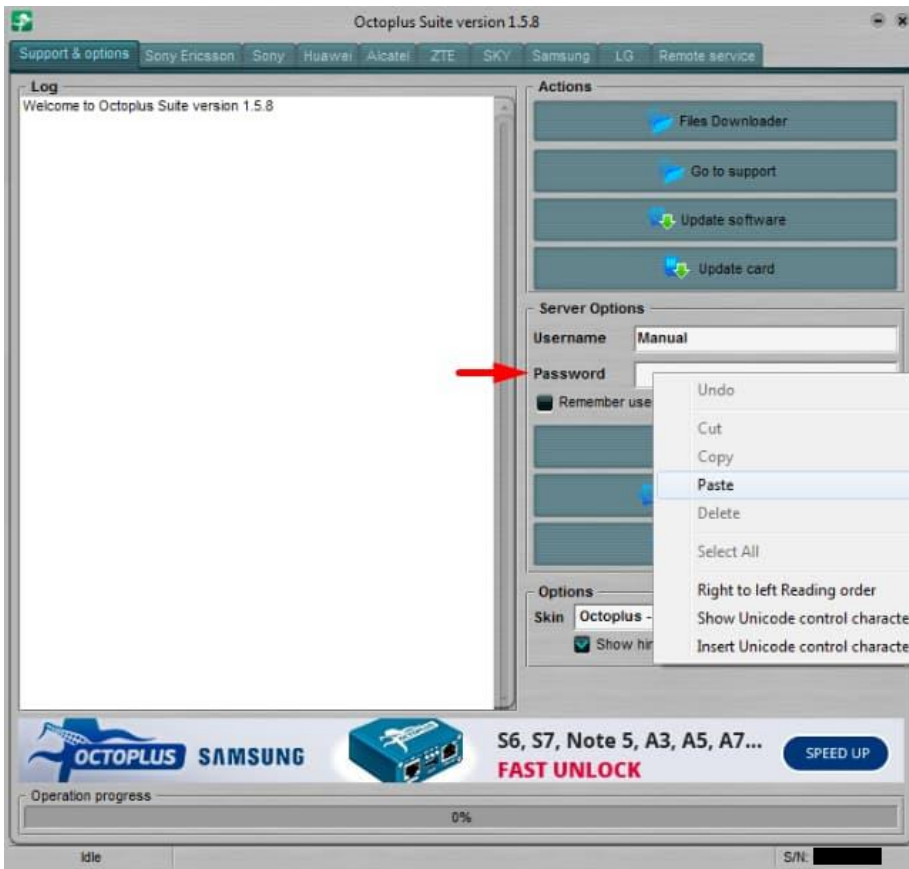 Octoplus Suite version 1.5.8
Support & options Sony Ericsson Sony Huawei Alcatel ZTE SKY Samsung LG Remote service
Log
Welcome to Octoplus Suite version 1.5.8
Actions
Files Downloader
Go to support
Update software
Update card
Server Options
Username Manual
Password
Remember use
Undo
Cut
Copy
Paste
Delete
Select All
Right to left Reading order
Show Unicode control characte
Insert Unicode control characte
Options
Skin Octoplus -
Show hin
OCTOPLUS SAMSUNG
S6, S7, Note 5, A3, A5, A7...
FAST UNLOCK
SPEED UP
Operation progress
0%
Idle
S/N: